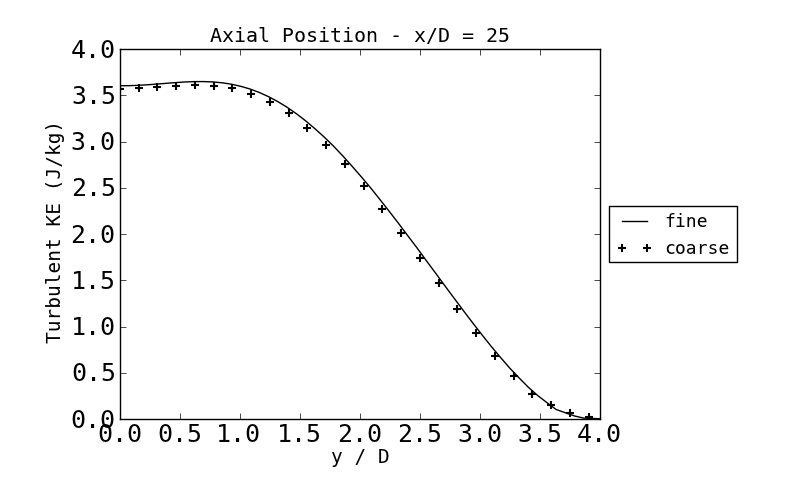 Axial Position - x/D = 25
Turbulent KE (J/kg)
4.0
3.5
3.0
2.5
2.0
1.5
1.0
0.5
0.0
0.0 0.5 1.0 1.5 2.0 2.5 3.0 3.5 4.0
y / D
fine
coarse